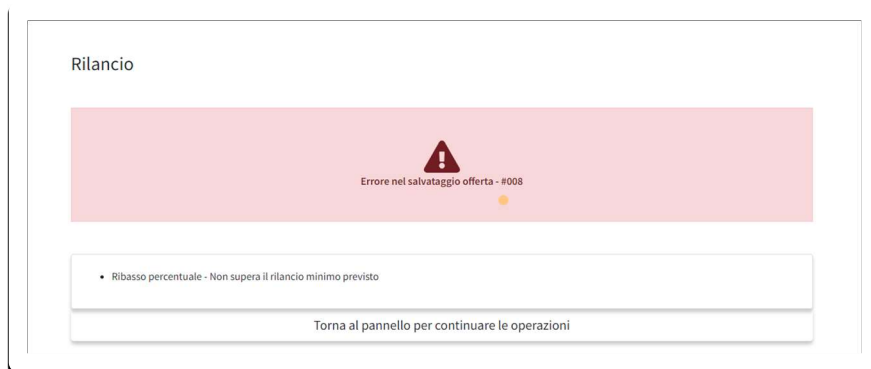 Rilancio
Errore nel salvataggio offerta - #008
Ribasso percentuale - Non supera il rilancio minimo previsto
Torna al pannello per continuare le operazioni